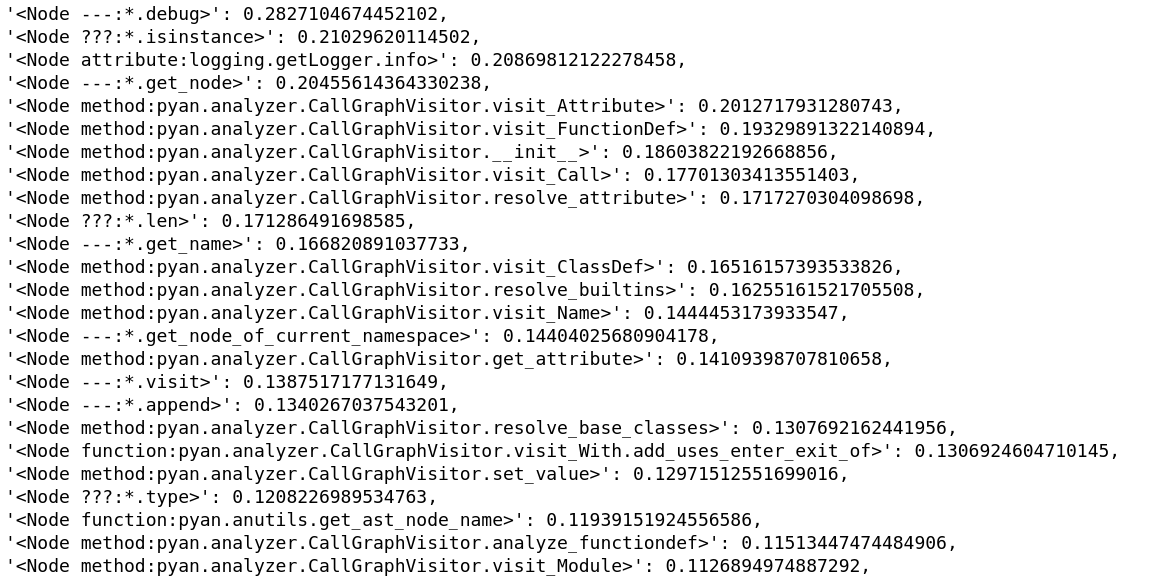 '<Node ---:*.debug>': 0.2827104674452102,
'<Node ???:*.isinstance>': 0.21029620114502,
'<Node attribute:logging.getLogger.info>': 0.20869812122278458,
'<Node ---:*.get_node>': 0.20455614364330238,
'<Node method:pyan.analyzer.CallGraphVisitor.visit_Attribute>': 0.2012717931280743,
'<Node method:pyan.analyzer.CallGraphVisitor.visit_FunctionDef>': 0.19329891322140894,
'<Node method:pyan.analyzer.CallGraphVisitor.__init__>': 0.18603822192668856,
'<Node method:pyan.analyzer.CallGraphVisitor.visit_Call>': 0.17701303413551403,
'<Node method:pyan.analyzer.CallGraphVisitor.resolve_attribute>': 0.1717270304098698,
'<Node ???:*.len>': 0.171286491698585,
'<Node ---:*.get_name>': 0.166820891037733,
'<Node method:pyan.analyzer.CallGraphVisitor.visit_ClassDef>': 0.16516157393533826,
'<Node method:pyan.analyzer.CallGraphVisitor.resolve_builtins>': 0.16255161521705508,
'<Node method:pyan.analyzer.CallGraphVisitor.visit_Name>': 0.1444453173933547,
'<Node ---:*.get_node_of_current_namespace>': 0.14404025680904178,
'<Node method:pyan.analyzer.CallGraphVisitor.get_attribute>': 0.14109398707810658,
'<Node ---:*.visit>': 0.1387517177131649,
'<Node ---:*.append>': 0.1340267037543201,
'<Node method:pyan.analyzer.CallGraphVisitor.resolve_base_classes>': 0.1307692162441956,
'<Node function:pyan.analyzer.CallGraphVisitor.visit_With.add_uses_enter_exit_of>': 0.1306924604710145,
'<Node method:pyan.analyzer.CallGraphVisitor.set_value>': 0.12971512551699016,
'<Node ???:*.type>': 0.1208226989534763,
'<Node function:pyan.anutils.get_ast_node_name>': 0.11939151924556586,
'<Node method:pyan.analyzer.CallGraphVisitor.analyze_functiondef>': 0.11513447474484906,
'<Node method:pyan.analyzer.CallGraphVisitor.visit_Module>': 0.1126894974887292,